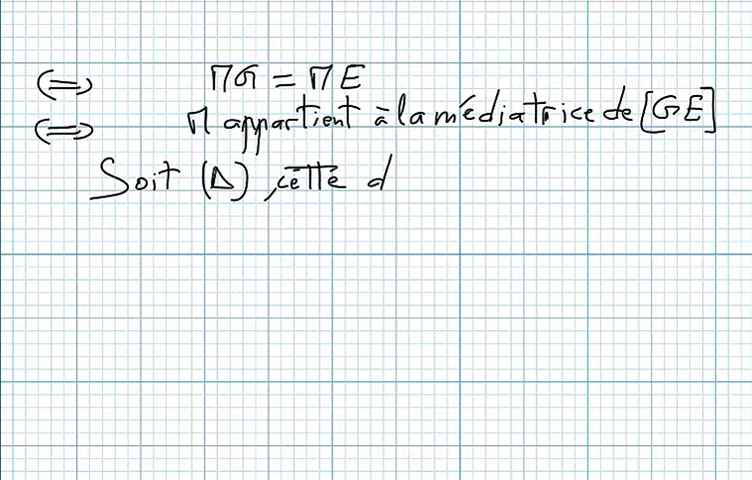 ⇔ MG = ME
⇔ M appartient à la médiatrice de [GE]
Soit (Δ), cette d